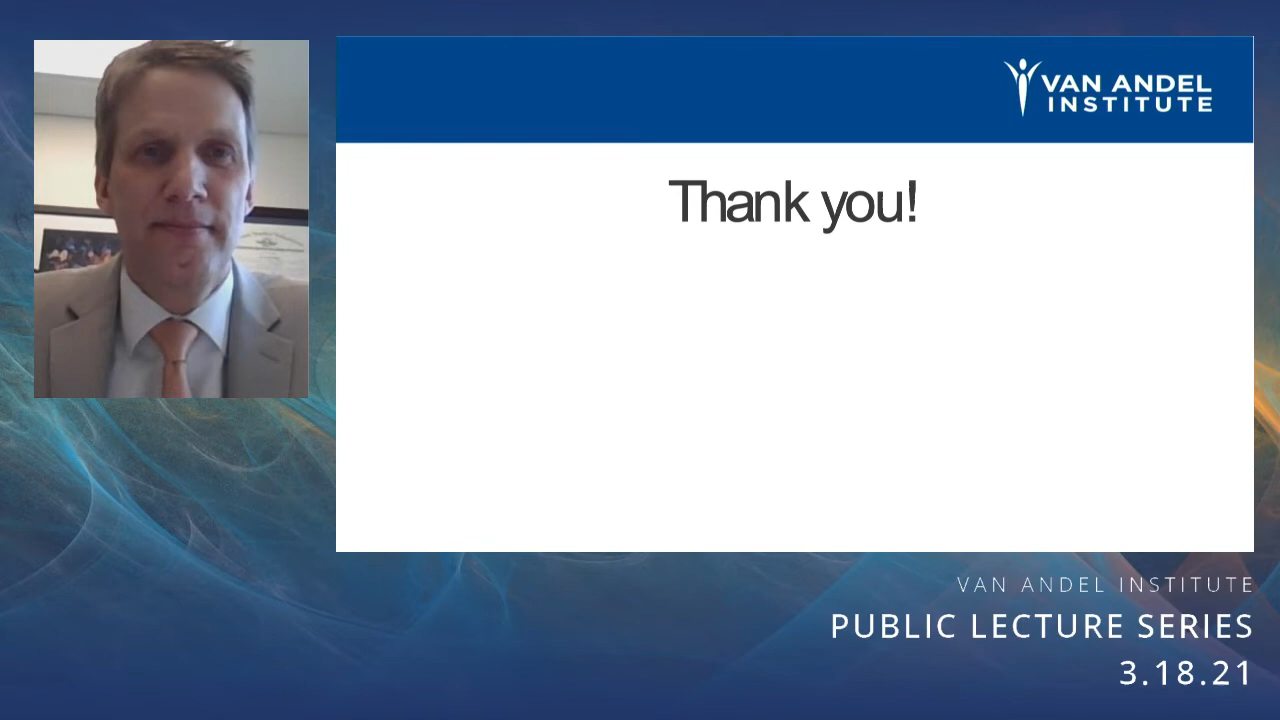 VAN ANDEL
INSTITUTE
Thank you!
VAN ANDEL INSTITUTE
PUBLIC LECTURE SERIES
3.18.21